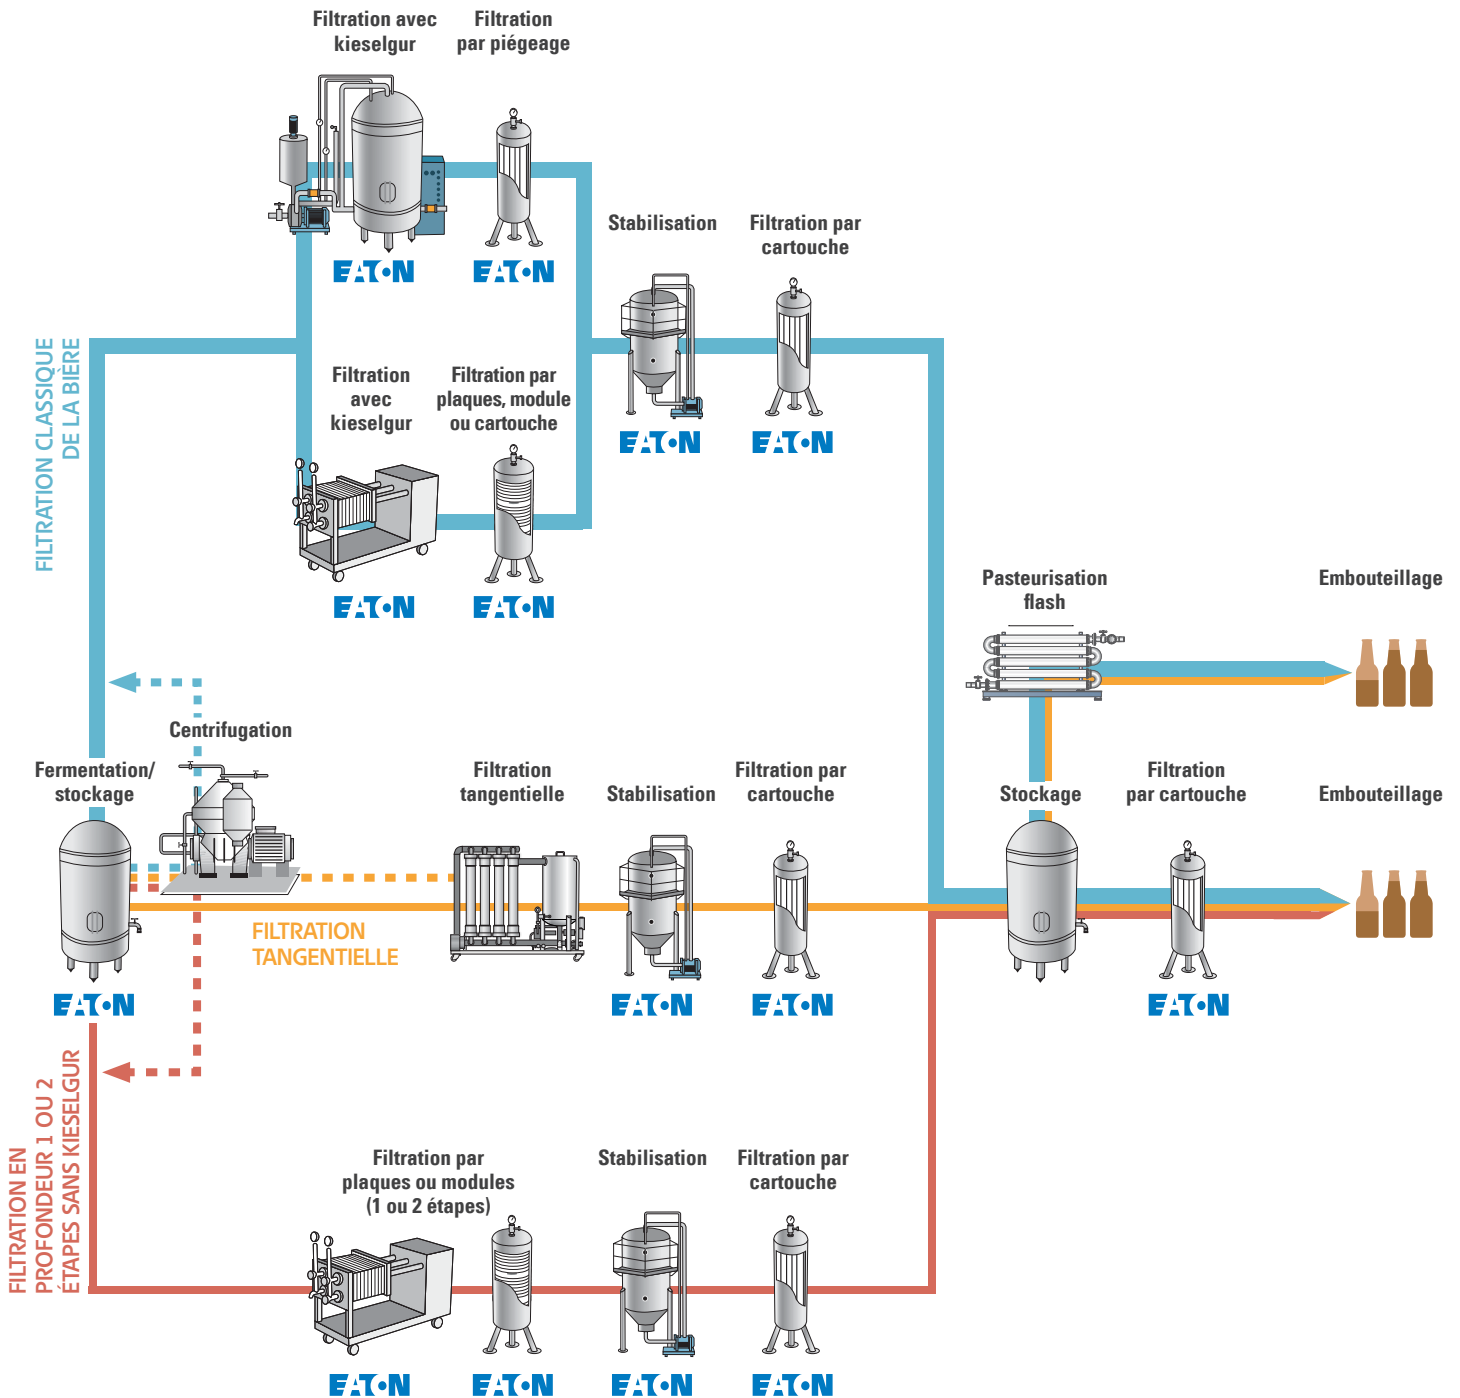 Filtration avec
kieselgur
Filtration
par piégeage
EATON
EATON
Stabilisation
Filtration par
cartouche
EATON
EATON
FILTRATION CLASSIQUE
DE LA BIÈRE
Filtration
avec
kieselgur
Filtration par
plaques, module
ou cartouche
EATON
EATON
Pasteurisation
flash
Embouteillage
Centrifugation
Fermentation/
stockage
EATON
FILTRATION
TANGENTIELLE
Filtration
tangentielle
Stabilisation
EATON
Filtration par
cartouche
EATON
Stockage
Filtration
par cartouche
EATON
Embouteillage
FILTRATION EN
PROFONDEUR 1 OU 2
ÉTAPES SANS KIESELGUR
Filtration par
plaques ou modules
(1 ou 2 étapes)
EATON
EATON
Stabilisation
EATON
Filtration par
cartouche
EATON